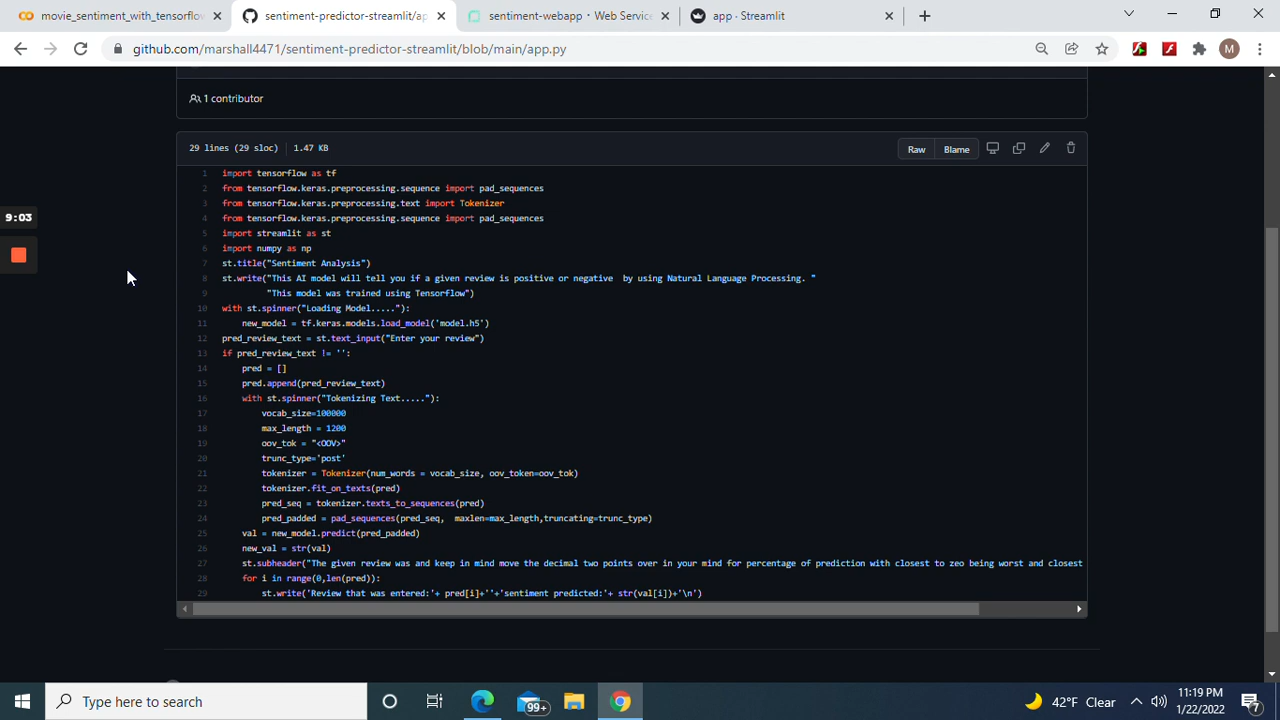 movie_sentiment_with_tensorflow
sentiment-predictor-streamlit/ap
sentiment-webapp · Web Service
app · Streamlit
github.com/marshall4471/sentiment-predictor-streamlit/blob/main/app.py
M
1 contributor
29 lines (29 sloc) 1.47 KB
Raw Blame
9:03
1 import tensorflow as tf
2 from tensorflow.keras.preprocessing.sequence import pad_sequences
3 from tensorflow.keras.preprocessing.text import Tokenizer
4 from tensorflow.keras.preprocessing.sequence import pad_sequences
5 import streamlit as st
6 import numpy as np
7 st.title("Sentiment Analysis")
8 st.write("This AI model will tell you if a given review is positive or negative  by using Natural Language Processing. "
9 "This model was trained using Tensorflow")
10 with st.spinner("Loading Model....."):
11 new_model = tf.keras.models.load_model('model.h5')
12 pred_review_text = st.text_input("Enter your review")
13 if pred_review_text != '':
14 pred = []
15 pred.append(pred_review_text)
16 with st.spinner("Tokenizing Text....."):
17 vocab_size=100000
18 max_length = 1200
19 oov_tok = "<OOV>"
20 trunc_type='post'
21 tokenizer = Tokenizer(num_words = vocab_size, oov_token=oov_tok)
22 tokenizer.fit_on_texts(pred)
23 pred_seq = tokenizer.texts_to_sequences(pred)
24 pred_padded = pad_sequences(pred_seq,  maxlen=max_length,truncating=trunc_type)
25 val = new_model.predict(pred_padded)
26 new_val = str(val)
27 st.subheader("The given review was and keep in mind move the decimal two points over in your mind for percentage of prediction with closest to zeo being worst and closest
28 for i in range(0,len(pred)):
29 st.write('Review that was entered:'+ pred[i]+''+'sentiment predicted:'+ str(val[i])+'\n')
Type here to search
99+
42°F Clear
11:19 PM
1/22/2022
7